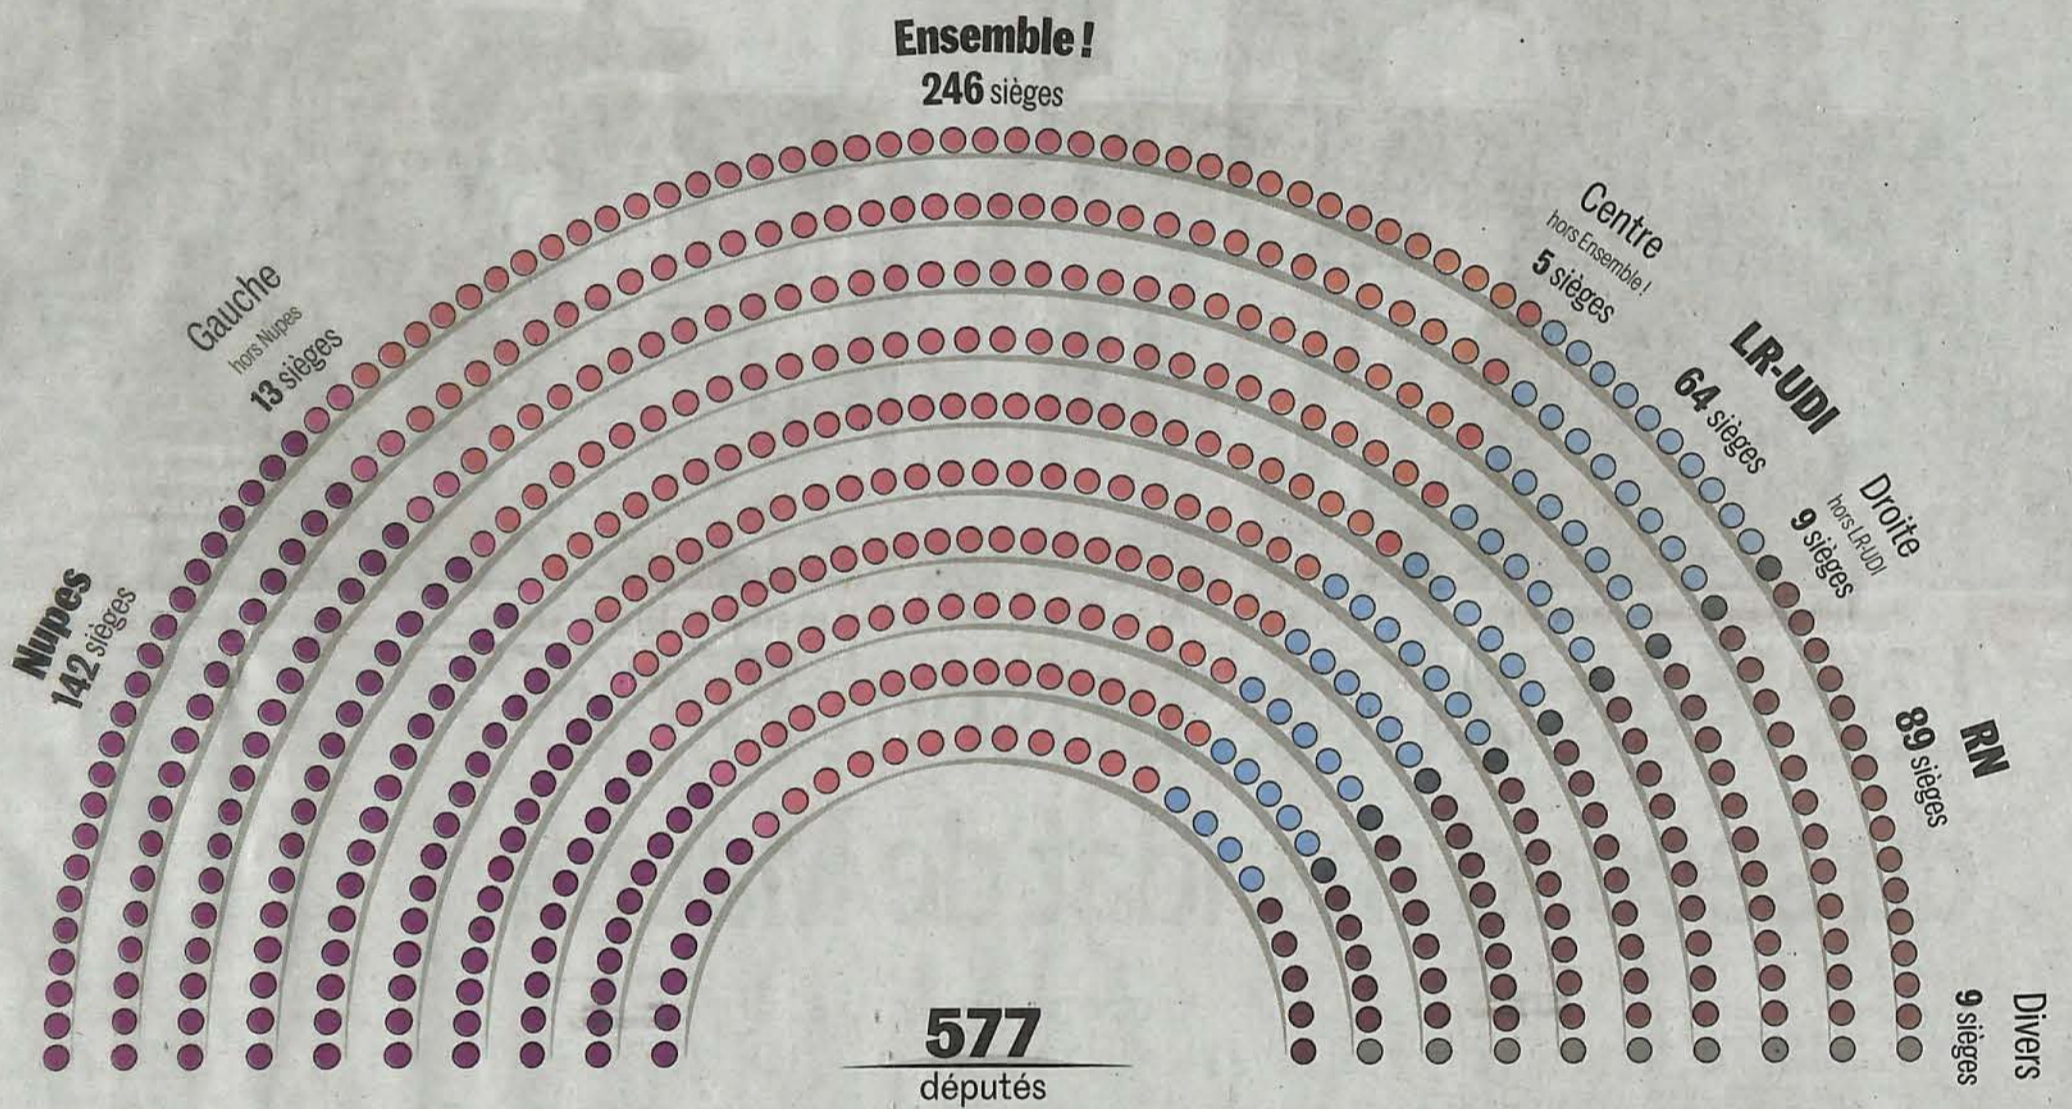 Ensemble !
246 sièges
Gauche
hors Nupes
13 sièges
Nupes
142 sièges
Centre
hors Ensemble !
5 sièges
LR-UDI
64 sièges
Droite
hors LR-UDI
9 sièges
RN
89 sièges
Divers
9 sièges
577
députés